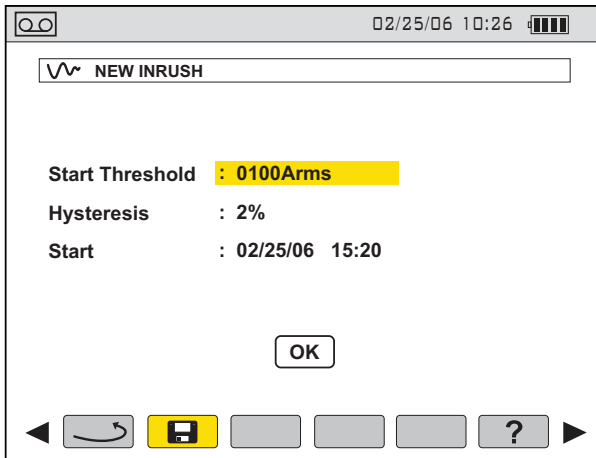 02/25/06 10:26
NEW INRUSH
Start Threshold : 0100Arms
Hysteresis : 2%
Start : 02/25/06 15:20
OK
?